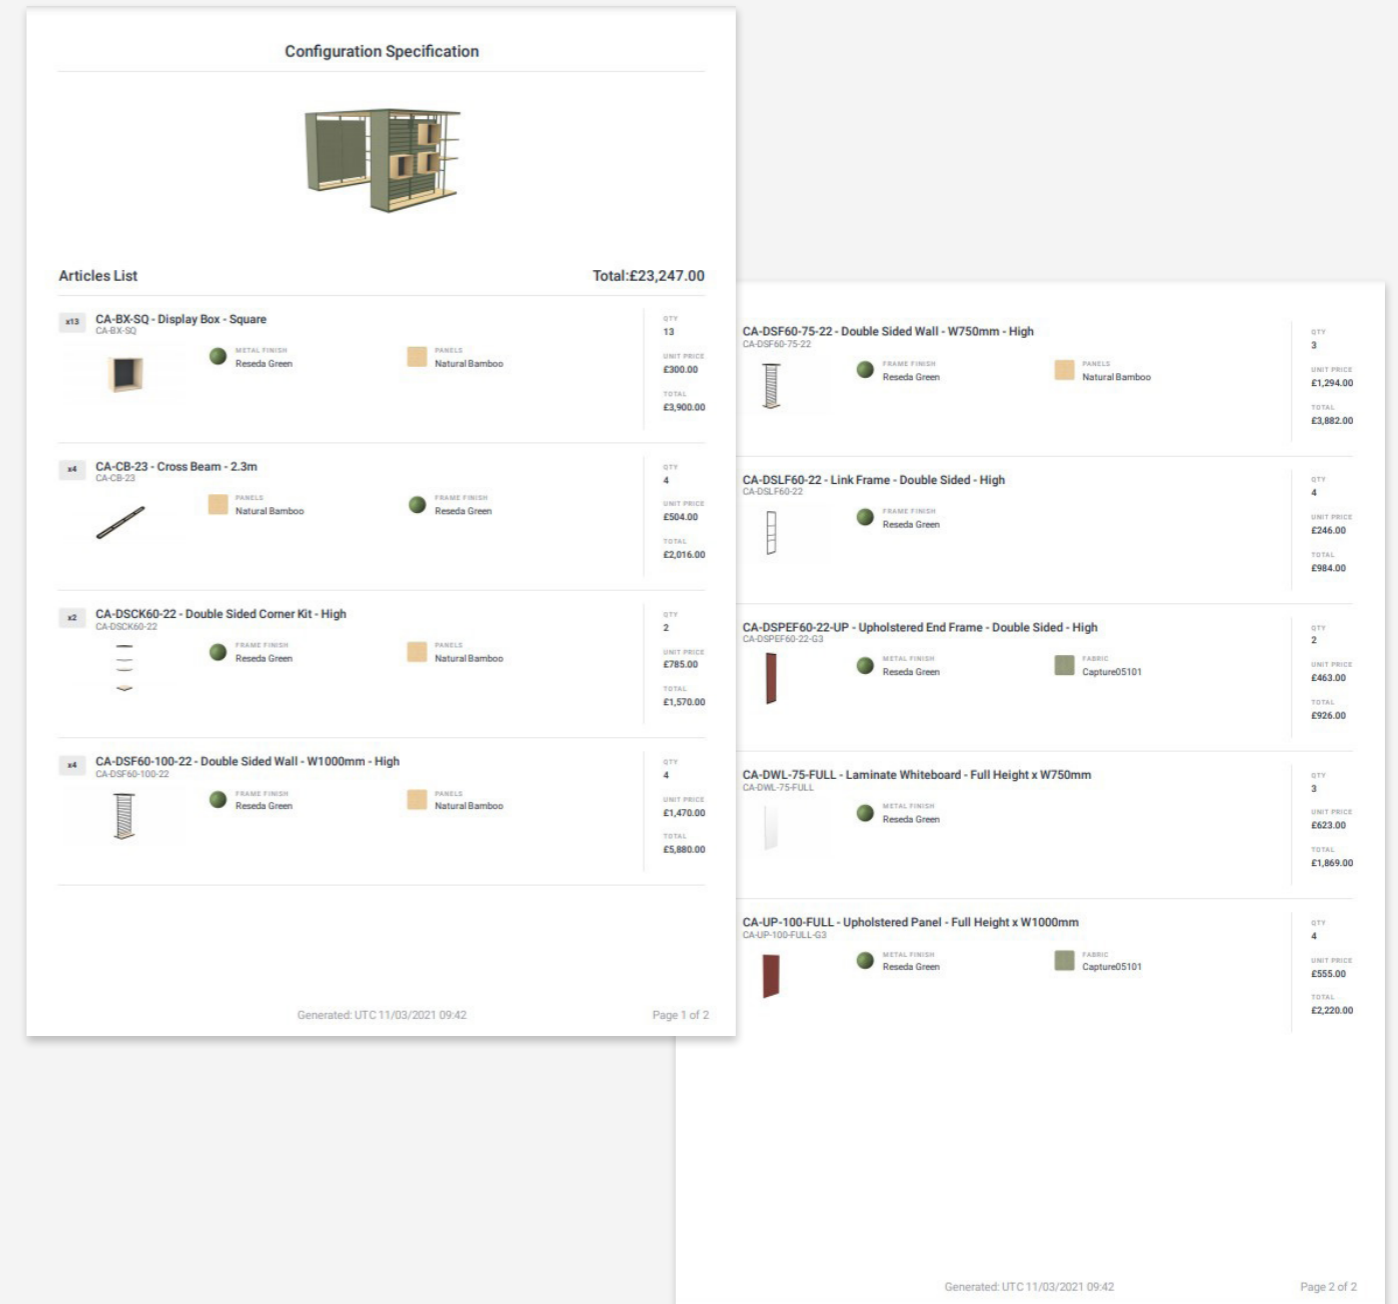 Configuration Specification
Articles List
Total:£23,247.00
x13
CA-BX-SQ - Display Box - Square
CA-BX-SQ
METAL FINISH
Reseda Green
PANELS
Natural Bamboo
QTY
13
UNIT PRICE
£300.00
TOTAL
£3,900.00
x4
CA-CB-23 - Cross Beam - 2.3m
CA-CB-23
PANELS
Natural Bamboo
FRAME FINISH
Reseda Green
QTY
4
UNIT PRICE
£504.00
TOTAL
£2,016.00
x2
CA-DSCK60-22 - Double Sided Corner Kit - High
CA-DSCK60-22
FRAME FINISH
Reseda Green
PANELS
Natural Bamboo
QTY
2
UNIT PRICE
£785.00
TOTAL
£1,570.00
x4
CA-DSF60-100-22 - Double Sided Wall - W1000mm - High
CA-DSF60-100-22
FRAME FINISH
Reseda Green
PANELS
Natural Bamboo
QTY
4
UNIT PRICE
£1,470.00
TOTAL
£5,880.00
Generated: UTC 11/03/2021 09:42
Page 1 of 2
CA-DSF60-75-22 - Double Sided Wall - W750mm - High
CA-DSF60-75-22
FRAME FINISH
Reseda Green
PANELS
Natural Bamboo
QTY
3
UNIT PRICE
£1,294.00
TOTAL
£3,882.00
CA-DSLF60-22 - Link Frame - Double Sided - High
CA-DSLF60-22
FRAME FINISH
Reseda Green
QTY
4
UNIT PRICE
£246.00
TOTAL
£984.00
CA-DSPEF60-22-UP - Upholstered End Frame - Double Sided - High
CA-DSPEF60-22-G3
METAL FINISH
Reseda Green
FABRIC
Capture05101
QTY
2
UNIT PRICE
£463.00
TOTAL
£926.00
CA-DWL-75-FULL - Laminate Whiteboard - Full Height x W750mm
CA-DWL-75-FULL
METAL FINISH
Reseda Green
QTY
3
UNIT PRICE
£623.00
TOTAL
£1,869.00
CA-UP-100-FULL - Upholstered Panel - Full Height x W1000mm
CA-UP-100-FULL-G3
METAL FINISH
Reseda Green
FABRIC
Capture05101
QTY
4
UNIT PRICE
£555.00
TOTAL
£2,220.00
Generated: UTC 11/03/2021 09:42
Page 2 of 2